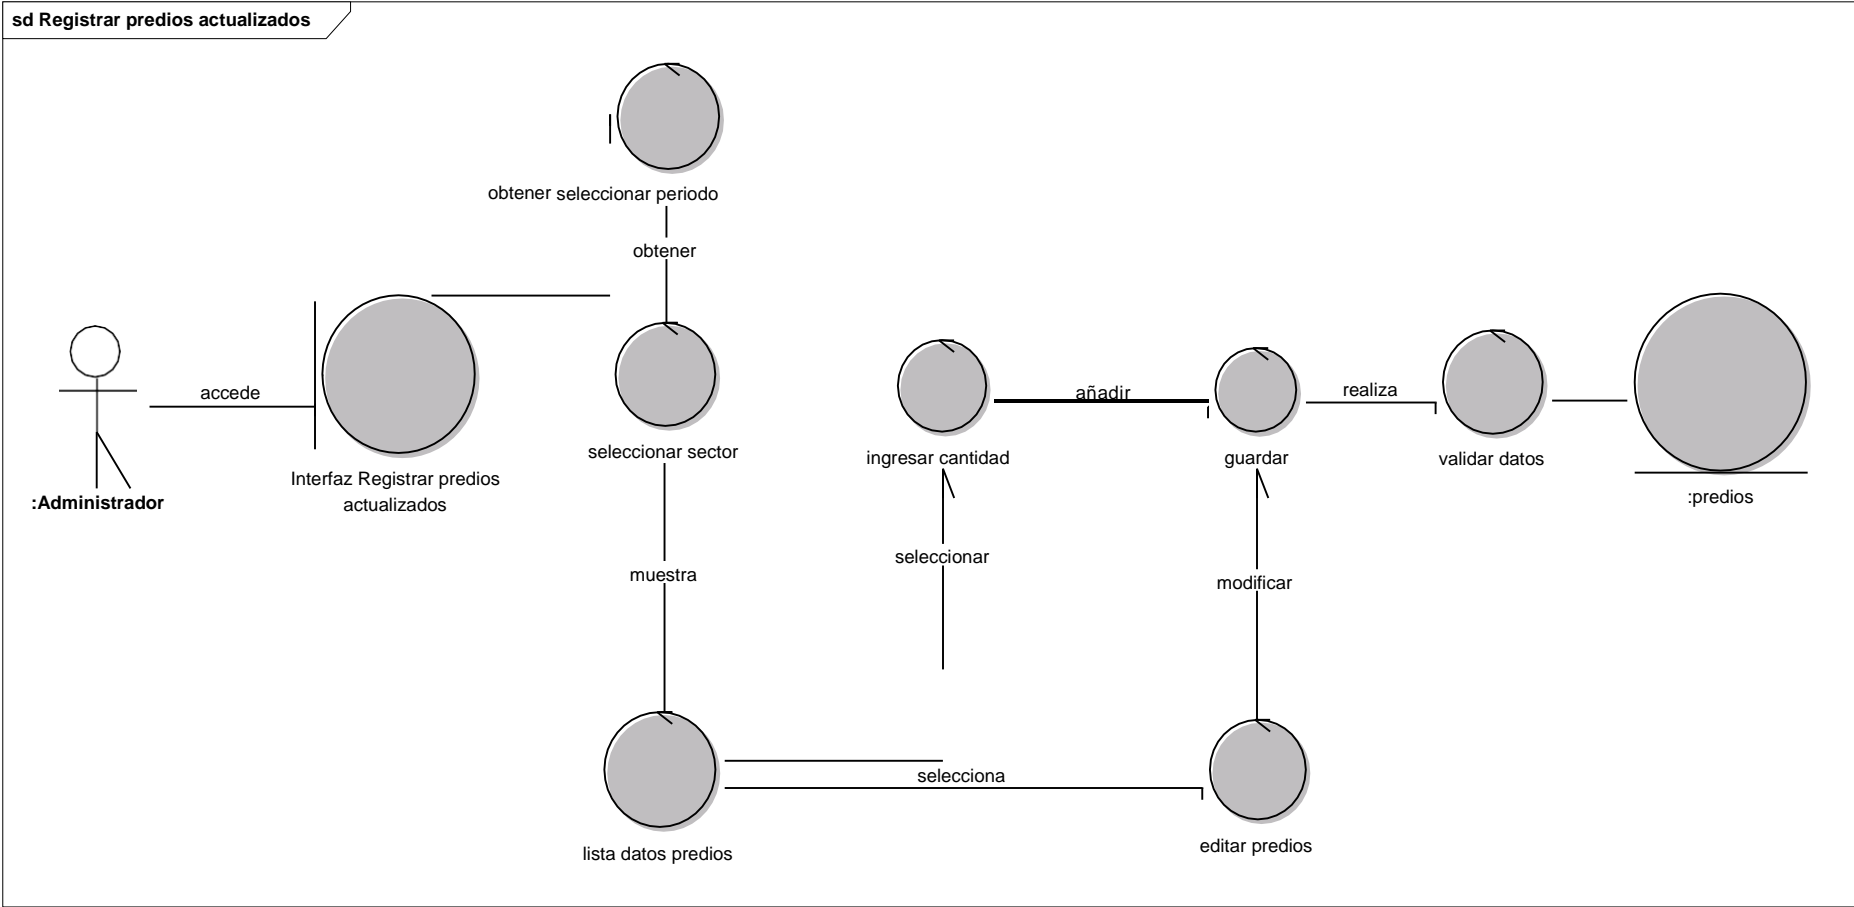 sd Registrar predios actualizados
obtener seleccionar periodo
obtener
accede
añadir
realiza
seleccionar sector
ingresar cantidad
guardar
validar datos
Interfaz Registrar predios
actualizados
:Administrador
:predios
seleccionar
muestra
modificar
selecciona
lista datos predios
editar predios